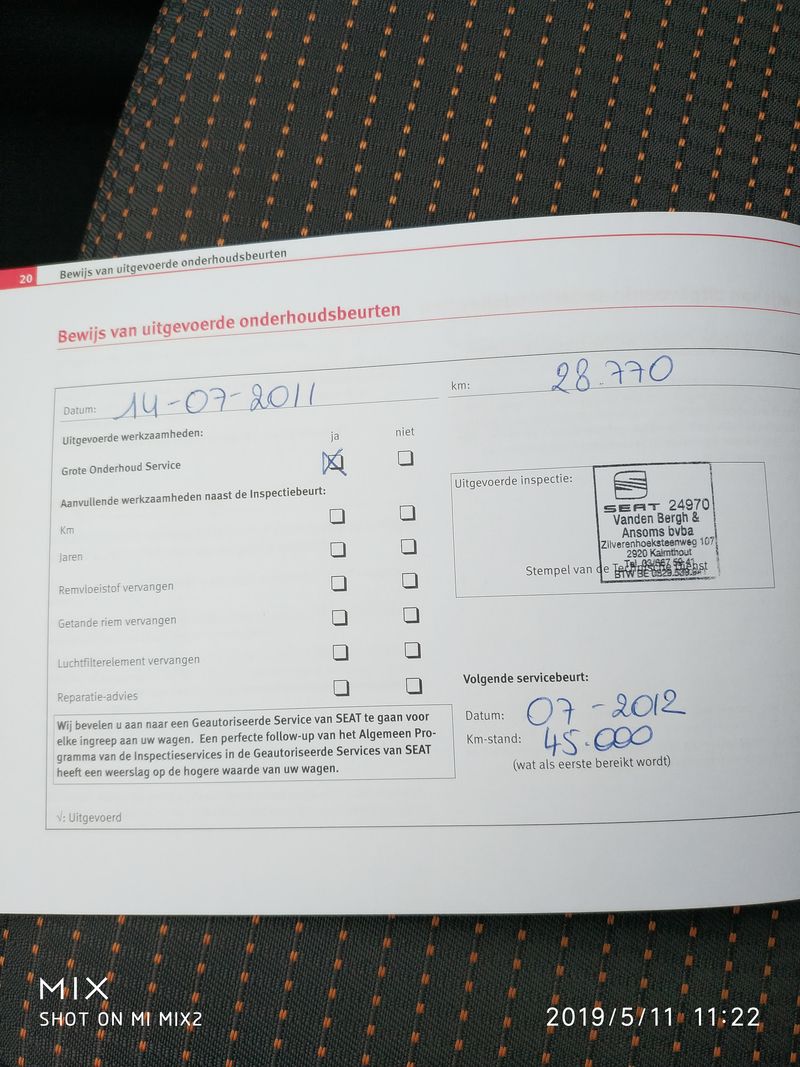 20 Bewijs van uitgevoerde onderhoudsbeurten
Bewijs van uitgevoerde onderhoudsbeurten
Datum: 14-07-2011 km: 28.770
Uitgevoerde werkzaamheden: ja niet
Grote Onderhoud Service
Aanvullende werkzaamheden naast de Inspectiebeurt:
Km
Jaren
Remvloeistof vervangen
Getande riem vervangen
Luchtfilterelement vervangen
Reparatie-advies
Wij bevelen u aan naar een Geautoriseerde Service van SEAT te gaan voor
elke ingreep aan uw wagen. Een perfecte follow-up van het Algemeen Pro-
gramma van de Inspectieservices in de Geautoriseerde Services van SEAT
heeft een weerslag op de hogere waarde van uw wagen.
√: Uitgevoerd
Uitgevoerde inspectie:
SEAT 24970
Vanden Bergh &
Ansoms bvba
Zilverenhoeksteenweg 107
2920 Kalmthout
Stempel van de Technische Dienst
BTW BE
Volgende servicebeurt:
Datum: 07-2012
Km-stand: 45.000
(wat als eerste bereikt wordt)
MIX
SHOT ON MI MIX2
2019/5/11 11:22